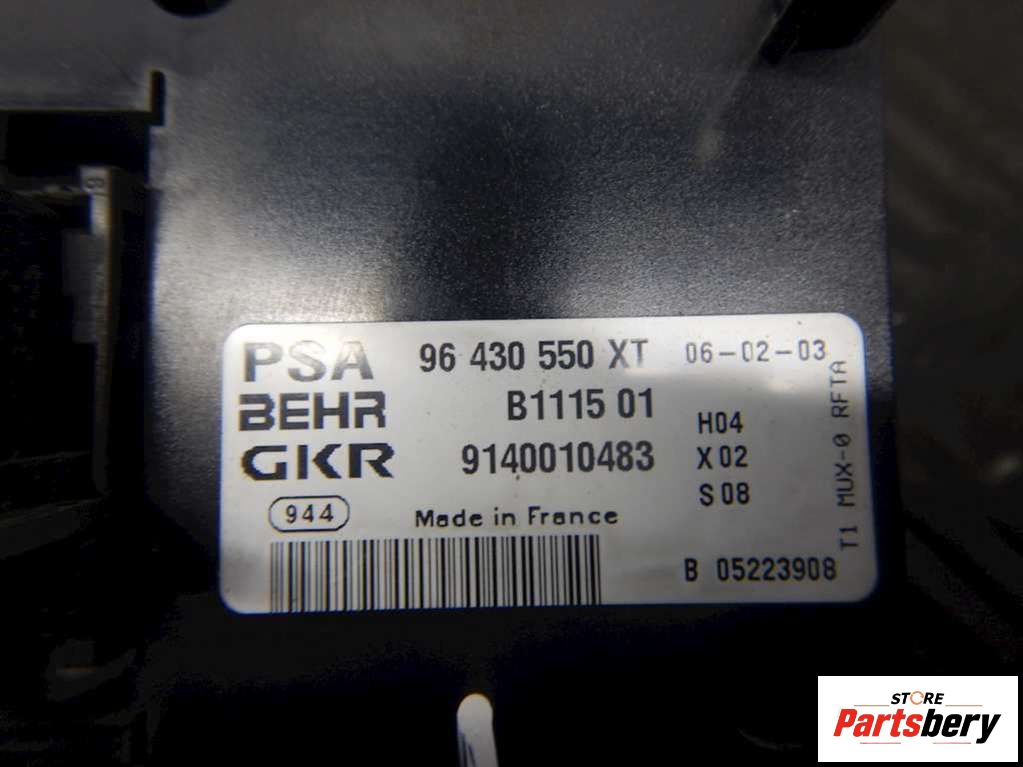 PSA 96 430 550 XT 06-02-03
BEHR B1115 01 H04
GKR 9140010483 X02
S08
944 Made in France
B 05223908
T1 MUX-0 RFTA
STORE
Partsbery